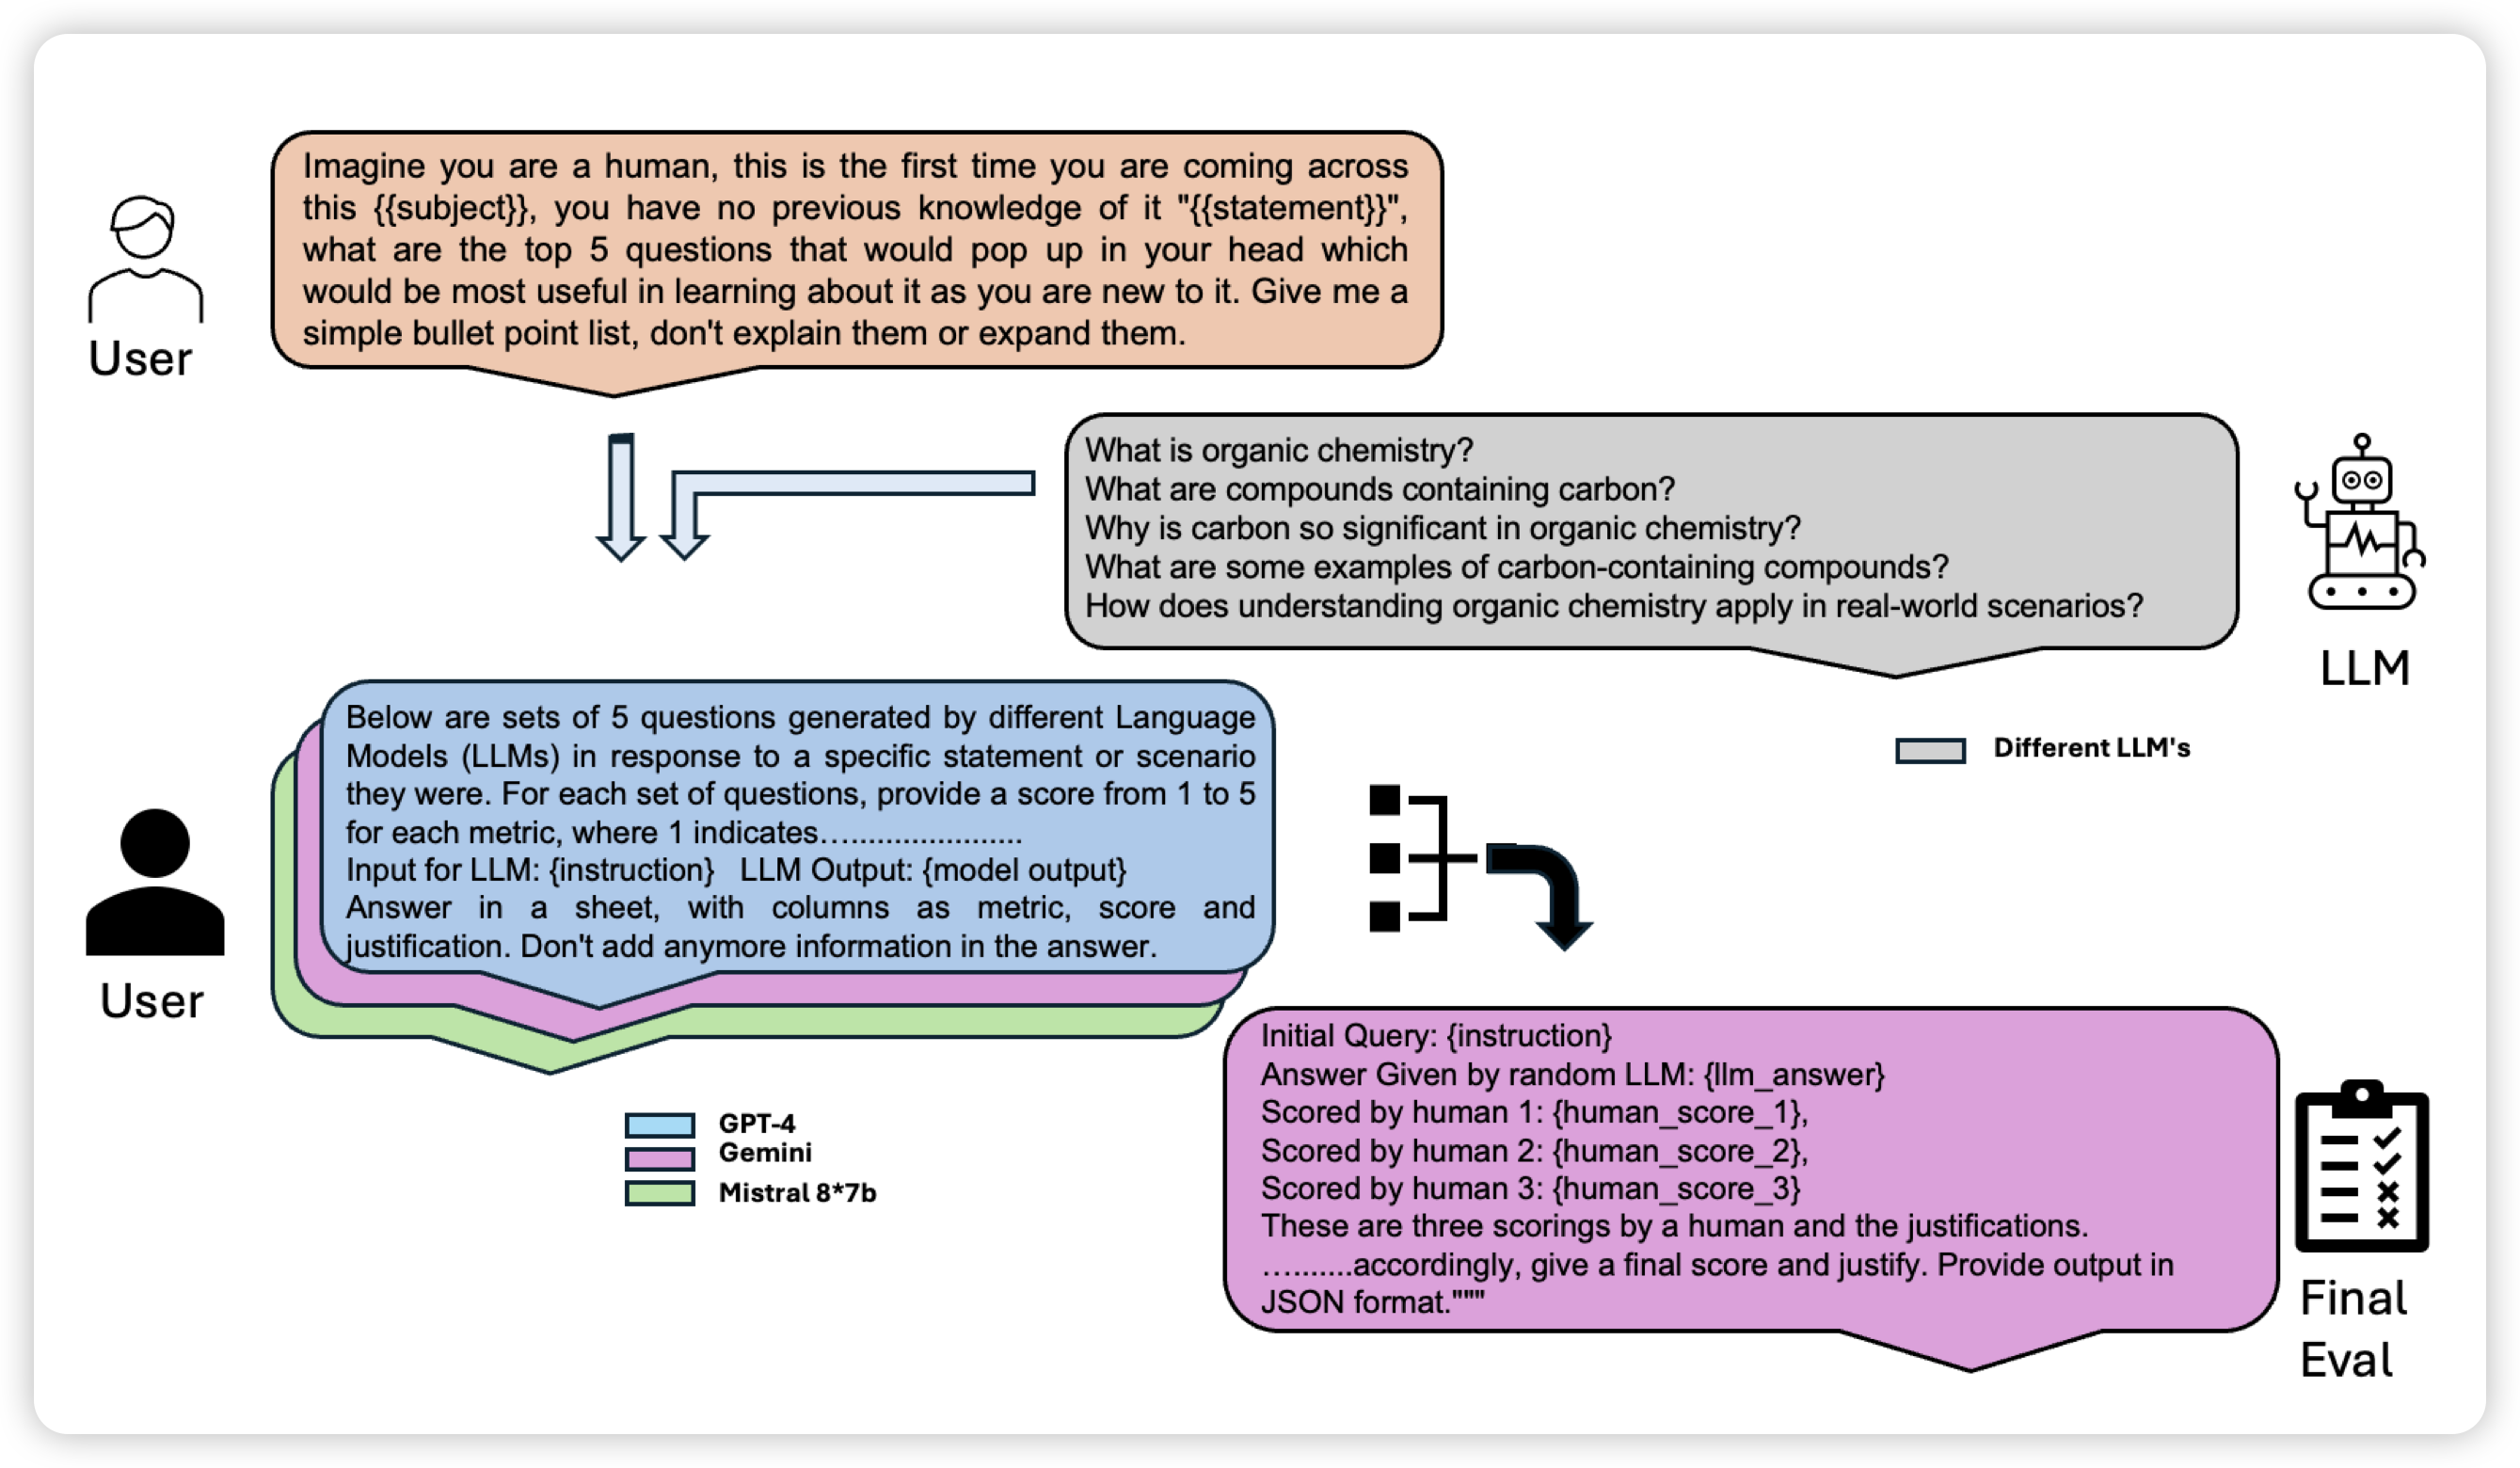 Imagine you are a human, this is the first time you are coming across
this {{subject}}, you have no previous knowledge of it "{{statement}}",
what are the top 5 questions that would pop up in your head which
would be most useful in learning about it as you are new to it. Give me a
simple bullet point list, don't explain them or expand them.
User
What is organic chemistry?
What are compounds containing carbon?
Why is carbon so significant in organic chemistry?
What are some examples of carbon-containing compounds?
How does understanding organic chemistry apply in real-world scenarios?
LLM
Different LLM's
Below are sets of 5 questions generated by different Language
Models (LLMs) in response to a specific statement or scenario
they were. For each set of questions, provide a score from 1 to 5
for each metric, where 1 indicates.......................
Input for LLM: {instruction} LLM Output: {model output}
Answer in a sheet, with columns as metric, score and
justification. Don't add anymore information in the answer.
User
GPT-4
Gemini
Mistral 8*7b
Initial Query: {instruction}
Answer Given by random LLM: {llm_answer}
Scored by human 1: {human_score_1},
Scored by human 2: {human_score_2},
Scored by human 3: {human_score_3}
These are three scorings by a human and the justifications.
..........accordingly, give a final score and justify. Provide output in
JSON format."""
Final
Eval